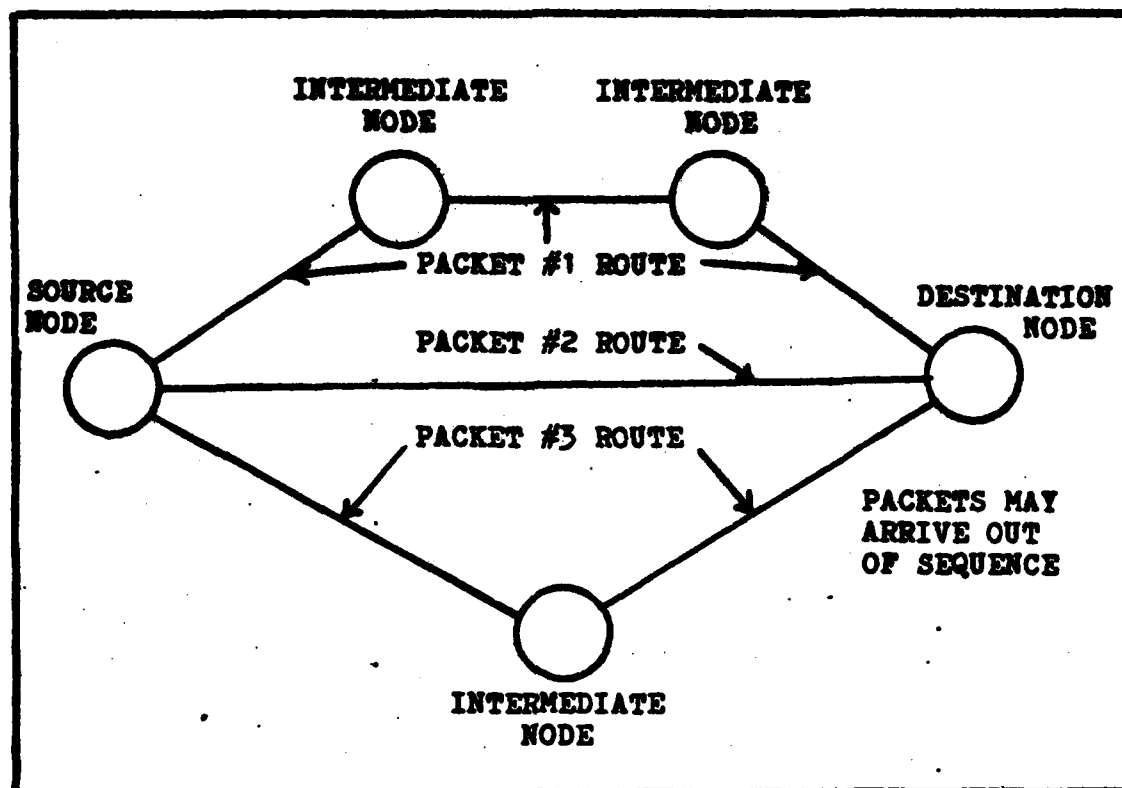 INTERMEDIATE
NODE
INTERMEDIATE
NODE
PACKET #1 ROUTE
SOURCE
NODE
DESTINATION
NODE
PACKET #2 ROUTE
PACKET #3 ROUTE
PACKETS MAY
ARRIVE OUT
OF SEQUENCE
INTERMEDIATE
NODE